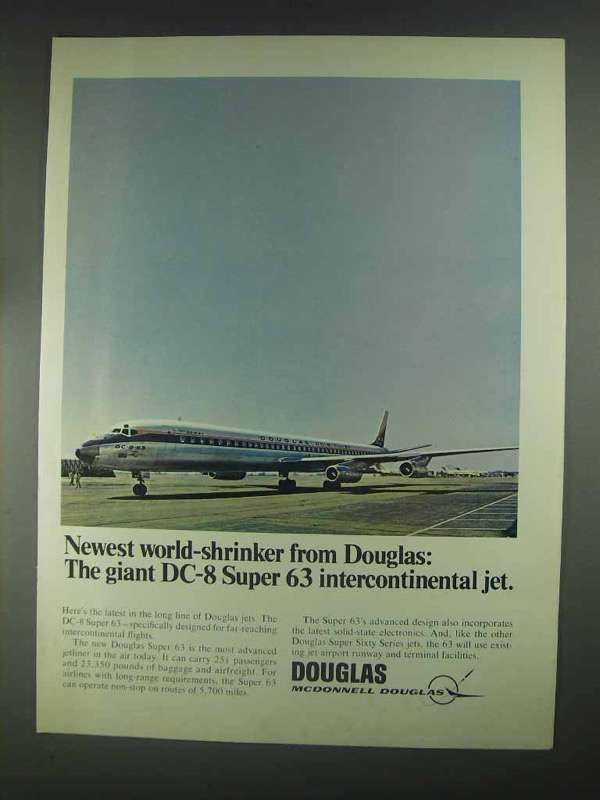 DC-8-63
DOUGLAS
Newest world-shrinker from Douglas:
The giant DC-8 Super 63 intercontinental jet.
Here's the latest in the long line of Douglas jets. The
DC-8 Super 63—specifically designed for far-reaching
intercontinental flights.
The new Douglas Super 63 is the most advanced
jetliner in the air today. It can carry 251 passengers
and 23,350 pounds of baggage and airfreight. For
airlines with long-range requirements, the Super 63
can operate non-stop on routes of 5,700 miles.
The Super 63's advanced design also incorporates
the latest solid-state electronics. And, like the other
Douglas Super Sixty Series jets, the 63 will use exist-
ing jet airport runway and terminal facilities.
DOUGLAS
MCDONNELL DOUGLAS